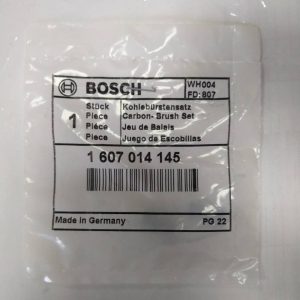 BOSCH
WH004
FD: 807
1
Stück Kohlebürstensatz
Piece Carbon- Brush Set
Pièce Jeu de Balais
Pieza Juego de Escobillas
1 607 014 145
Made in Germany
PG 22